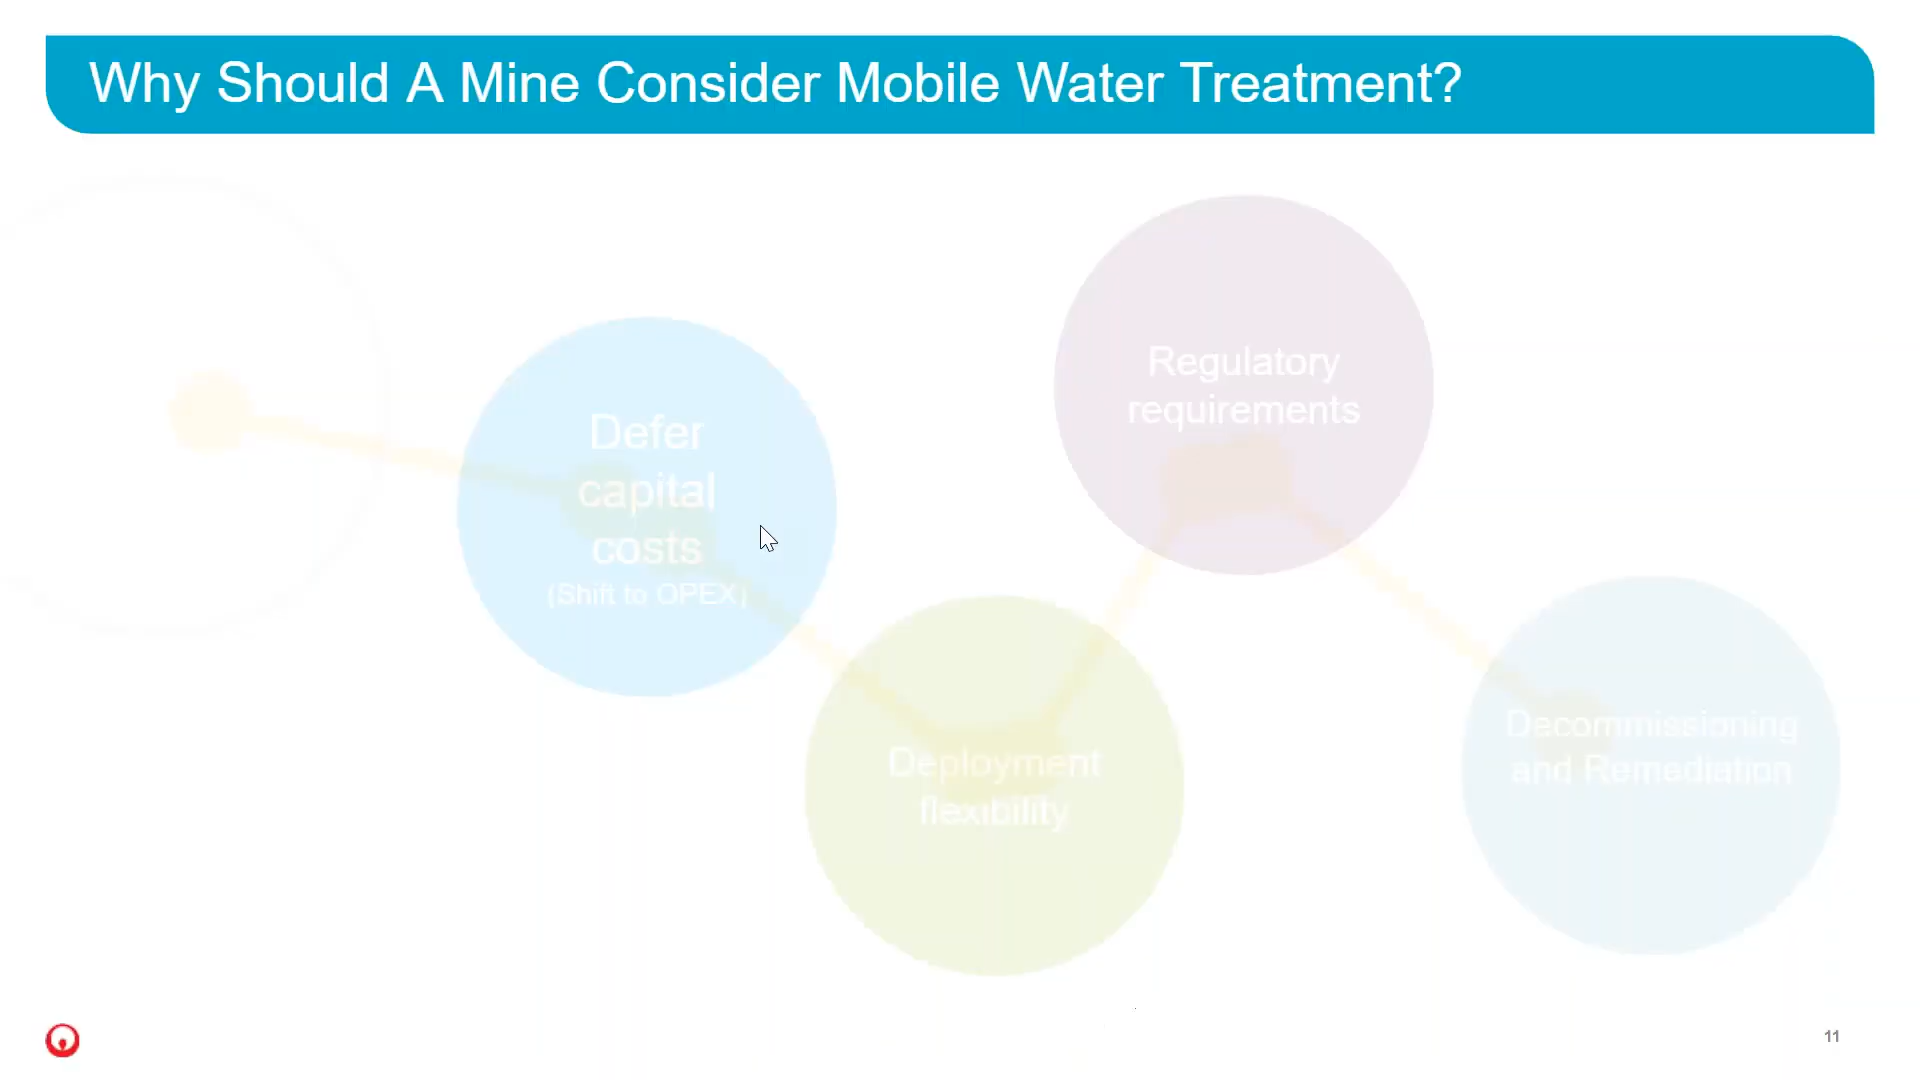 Why Should A Mine Consider Mobile Water Treatment?
Defer
capital
costs
(Shift to OPEX)
Deployment
flexibility
Regulatory
requirements
Decommissioning
and Remediation
11